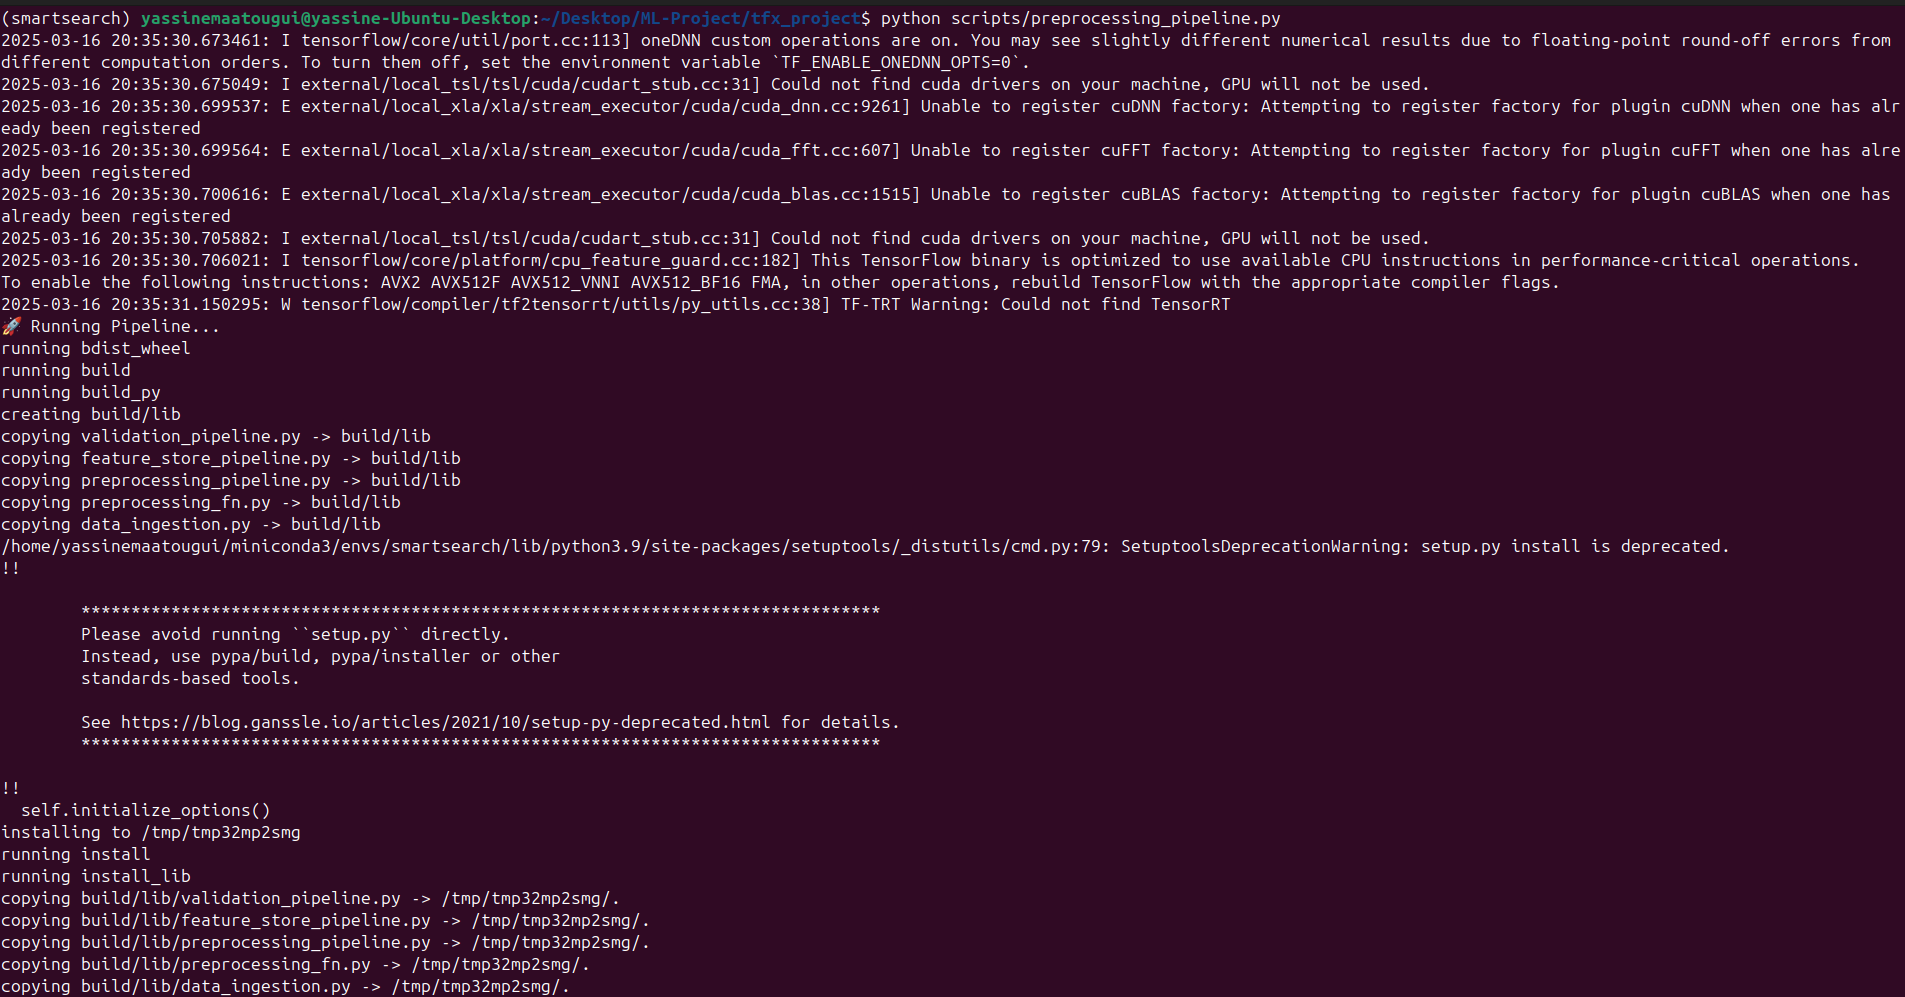 (smartsearch) yassinemaatougui@yassine-Ubuntu-Desktop:~/Desktop/ML-Project/tfx_project$ python scripts/preprocessing_pipeline.py
2025-03-16 20:35:30.673461: I tensorflow/core/util/port.cc:113] oneDNN custom operations are on. You may see slightly different numerical results due to floating-point round-off errors from
different computation orders. To turn them off, set the environment variable `TF_ENABLE_ONEDNN_OPTS=0`.
2025-03-16 20:35:30.675049: I external/local_tsl/tsl/cuda/cudart_stub.cc:31] Could not find cuda drivers on your machine, GPU will not be used.
2025-03-16 20:35:30.699537: E external/local_xla/xla/stream_executor/cuda/cuda_dnn.cc:9261] Unable to register cuDNN factory: Attempting to register factory for plugin cuDNN when one has alr
eady been registered
2025-03-16 20:35:30.699564: E external/local_xla/xla/stream_executor/cuda/cuda_fft.cc:607] Unable to register cuFFT factory: Attempting to register factory for plugin cuFFT when one has alre
ady been registered
2025-03-16 20:35:30.700616: E external/local_xla/xla/stream_executor/cuda/cuda_blas.cc:1515] Unable to register cuBLAS factory: Attempting to register factory for plugin cuBLAS when one has
already been registered
2025-03-16 20:35:30.705882: I external/local_tsl/tsl/cuda/cudart_stub.cc:31] Could not find cuda drivers on your machine, GPU will not be used.
2025-03-16 20:35:30.706021: I tensorflow/core/platform/cpu_feature_guard.cc:182] This TensorFlow binary is optimized to use available CPU instructions in performance-critical operations.
To enable the following instructions: AVX2 AVX512F AVX512_VNNI AVX512_BF16 FMA, in other operations, rebuild TensorFlow with the appropriate compiler flags.
2025-03-16 20:35:31.150295: W tensorflow/compiler/tf2tensorrt/utils/py_utils.cc:38] TF-TRT Warning: Could not find TensorRT
🚀 Running Pipeline...
running bdist_wheel
running build
running build_py
creating build/lib
copying validation_pipeline.py -> build/lib
copying feature_store_pipeline.py -> build/lib
copying preprocessing_pipeline.py -> build/lib
copying preprocessing_fn.py -> build/lib
copying data_ingestion.py -> build/lib
/home/yassinemaatougui/miniconda3/envs/smartsearch/lib/python3.9/site-packages/setuptools/_distutils/cmd.py:79: SetuptoolsDeprecationWarning: setup.py install is deprecated.
!!
********************************************************************************
Please avoid running ``setup.py`` directly.
Instead, use pypa/build, pypa/installer or other
standards-based tools.
See https://blog.ganssle.io/articles/2021/10/setup-py-deprecated.html for details.
********************************************************************************
!!
self.initialize_options()
installing to /tmp/tmp32mp2smg
running install
running install_lib
copying build/lib/validation_pipeline.py -> /tmp/tmp32mp2smg/.
copying build/lib/feature_store_pipeline.py -> /tmp/tmp32mp2smg/.
copying build/lib/preprocessing_pipeline.py -> /tmp/tmp32mp2smg/.
copying build/lib/preprocessing_fn.py -> /tmp/tmp32mp2smg/.
copying build/lib/data_ingestion.py -> /tmp/tmp32mp2smg/.